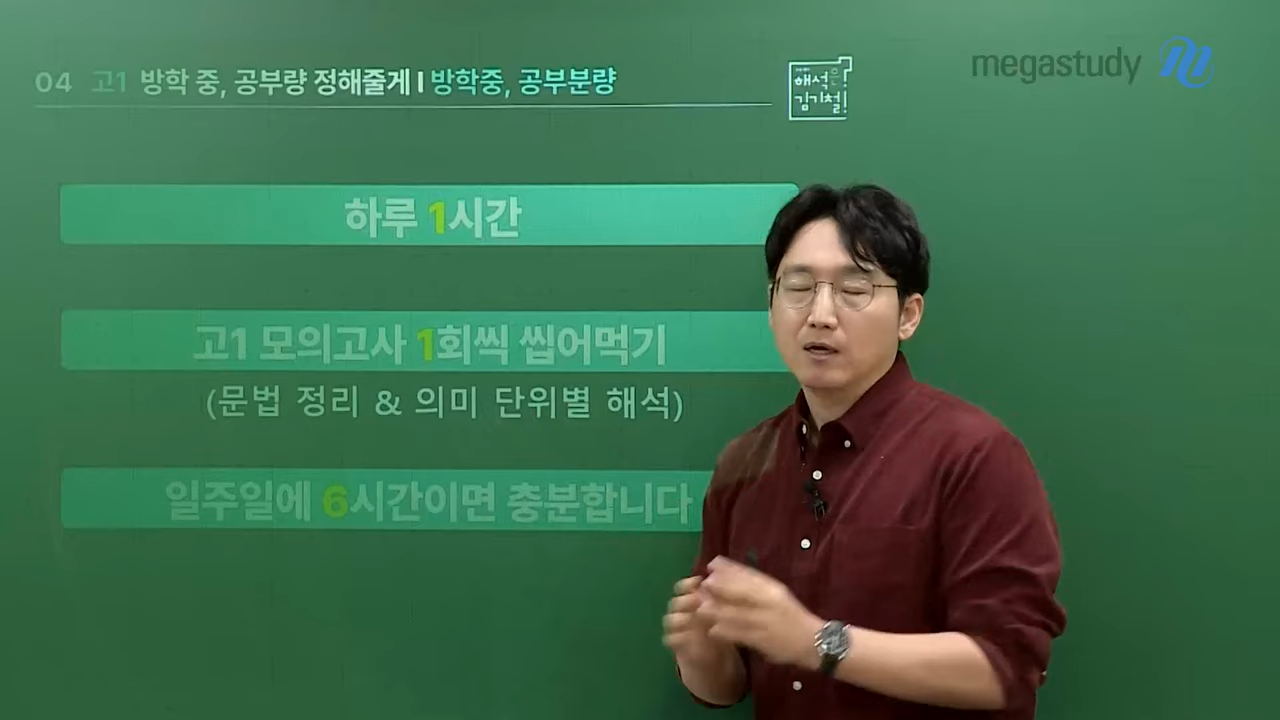 04 고1 방학 중, 공부량 정해줄게 | 방학중, 공부분량
해석은?
김기철!
megastudy
하루 1시간
고1 모의고사 1회씩 씹어먹기
(문법 정리 & 의미 단위별 해석)
일주일에 6시간이면 충분합니다